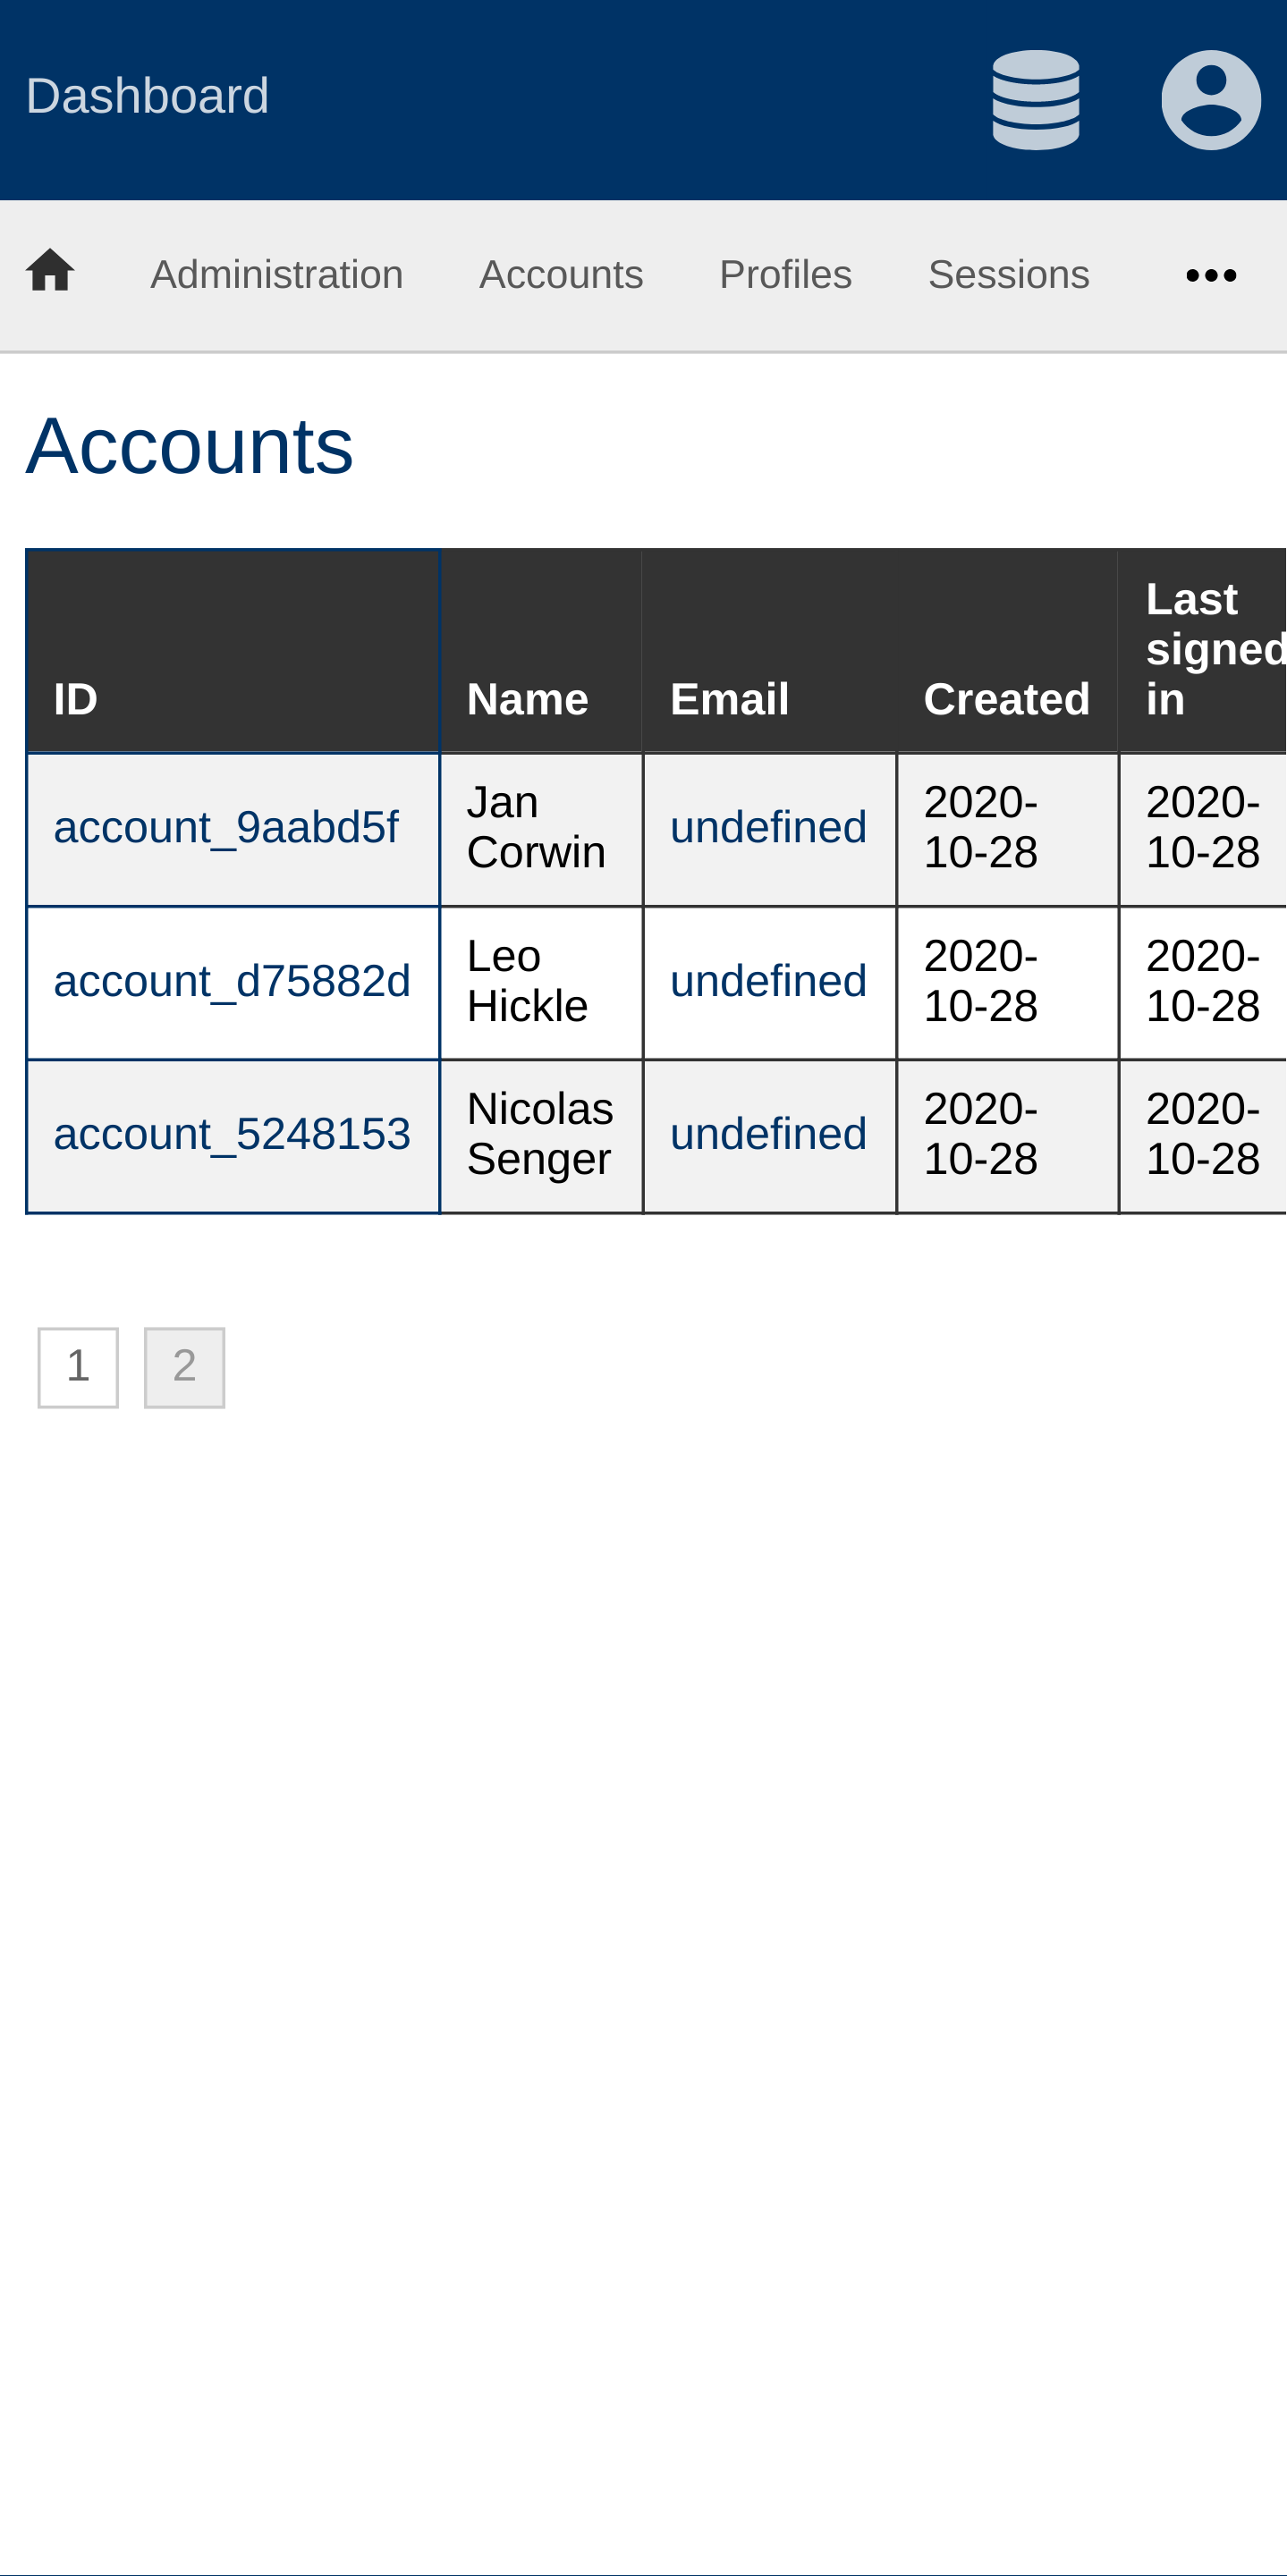 Dashboard
Administration Accounts Profiles Sessions •••
Accounts
ID Name Email Created Last signed in
account_9aabd5f Jan Corwin undefined 2020-10-28 2020-10-28
account_d75882d Leo Hickle undefined 2020-10-28 2020-10-28
account_5248153 Nicolas Senger undefined 2020-10-28 2020-10-28
1 2